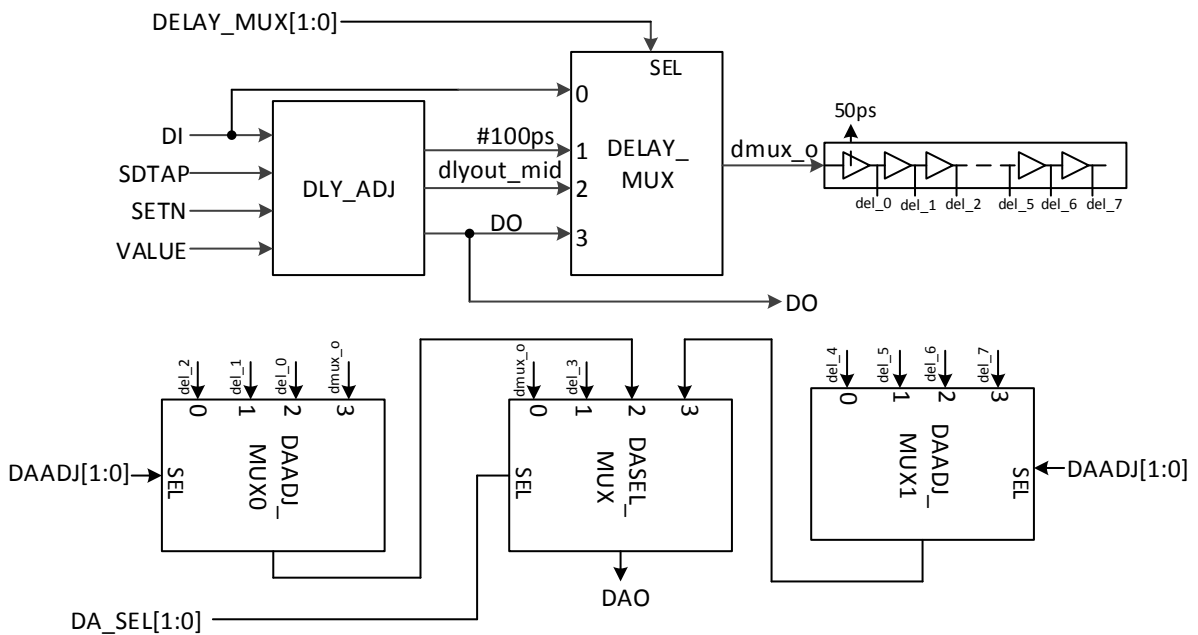 DELAY_MUX[1:0]
SEL
0
DI
50ps
#100ps
1
DELAY_
MUX
dmux_o
SDTAP
DLY_ADJ
dlyout_mid
2
SETN
del_0
del_1
del_2
del_5
del_6
del_7
DO
3
VALUE
DO
del_2
del_1
del_0
dmux_o
0
1
2
3
DAADJ_
MUX0
SEL
DAADJ[1:0]
dmux_o
del_3
0
1
2
3
DASEL_
MUX
SEL
del_4
del_5
del_6
del_7
0
1
2
3
DAADJ_
MUX1
SEL
DAADJ[1:0]
DAO
DA_SEL[1:0]